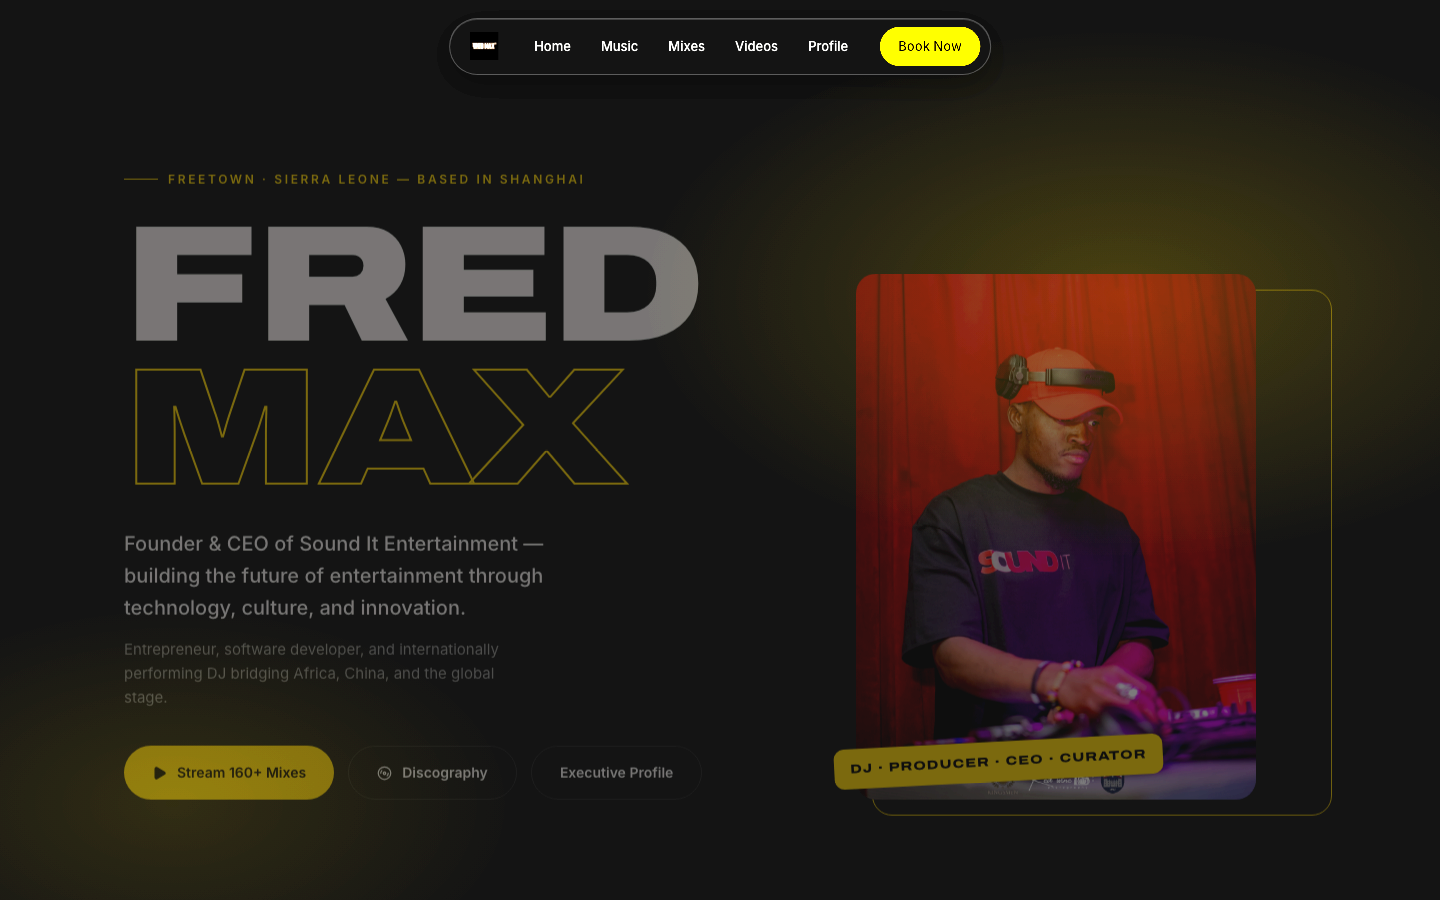 Home Music Mixes Videos Profile Book Now
FREETOWN · SIERRA LEONE — BASED IN SHANGHAI
FRED
MAX
Founder & CEO of Sound It Entertainment —
building the future of entertainment through
technology, culture, and innovation.
Entrepreneur, software developer, and internationally
performing DJ bridging Africa, China, and the global
stage.
Stream 160+ Mixes
Discography
Executive Profile
SOUND IT
DJ · PRODUCER · CEO · CURATOR